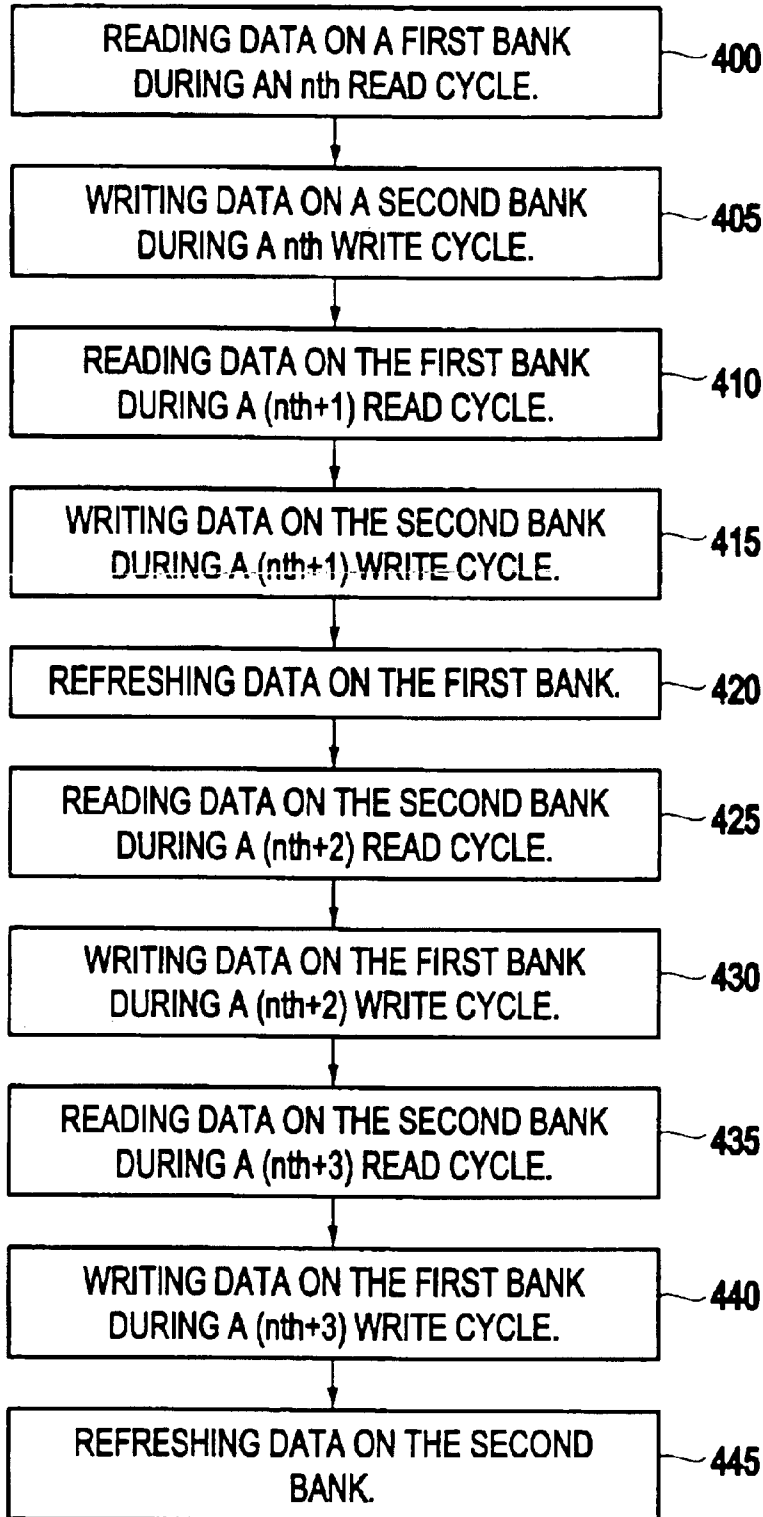 READING DATA ON A FIRST BANK
DURING AN nth READ CYCLE.
400
WRITING DATA ON A SECOND BANK
DURING A nth WRITE CYCLE.
405
READING DATA ON THE FIRST BANK
DURING A (nth+1) READ CYCLE.
410
WRITING DATA ON THE SECOND BANK
DURING A (nth+1) WRITE CYCLE.
415
REFRESHING DATA ON THE FIRST BANK.
420
READING DATA ON THE SECOND BANK
DURING A (nth+2) READ CYCLE.
425
WRITING DATA ON THE FIRST BANK
DURING A (nth+2) WRITE CYCLE.
430
READING DATA ON THE SECOND BANK
DURING A (nth+3) READ CYCLE.
435
WRITING DATA ON THE FIRST BANK
DURING A (nth+3) WRITE CYCLE.
440
REFRESHING DATA ON THE SECOND
BANK.
445